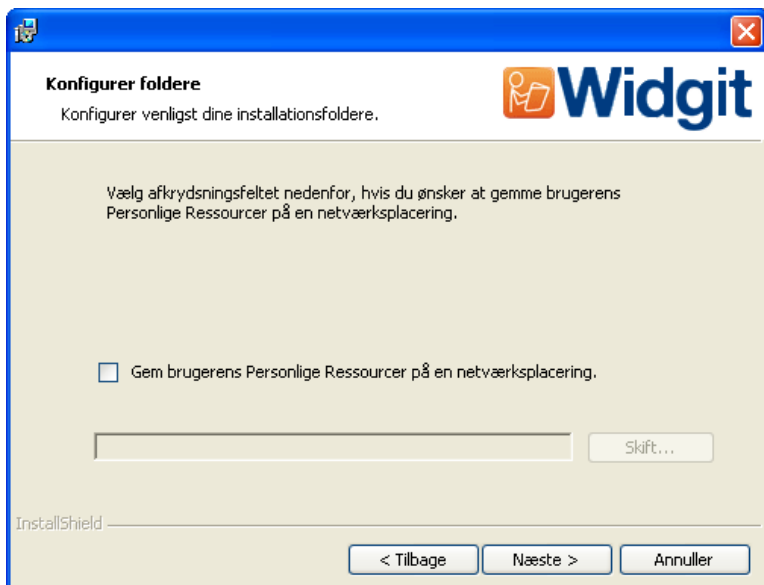 Konfigurer foldere
Konfigurer venligst dine installationsfoldere.
Widgit
Vælg afkrydsningsfeltet nedenfor, hvis du ønsker at gemme brugerens
Personlige Ressourcer på en netværksplacering.
Gem brugerens Personlige Ressourcer på en netværksplacering.
Skift...
InstallShield
< Tilbage
Næste >
Annuller